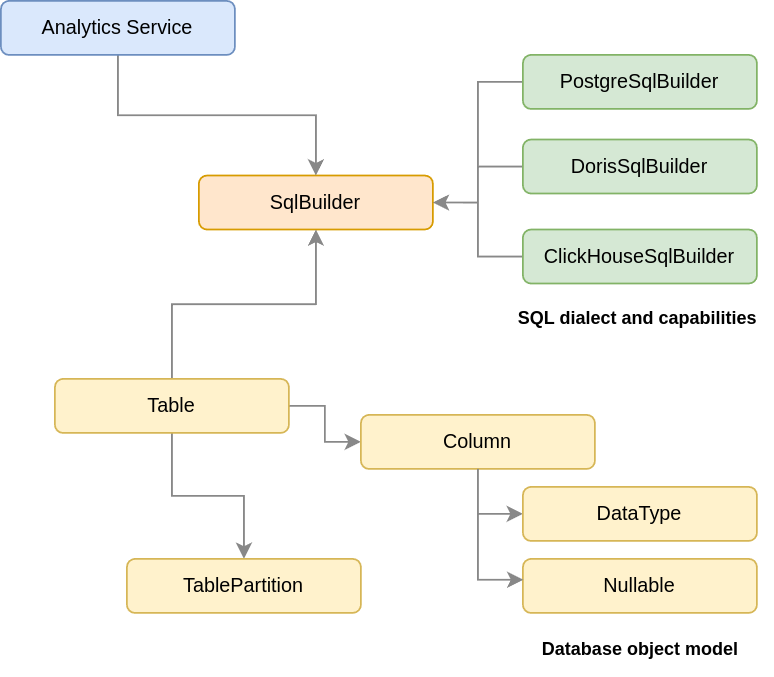 Analytics Service
PostgreSqlBuilder
DorisSqlBuilder
SqlBuilder
ClickHouseSqlBuilder
SQL dialect and capabilities
Table
Column
DataType
TablePartition
Nullable
Database object model